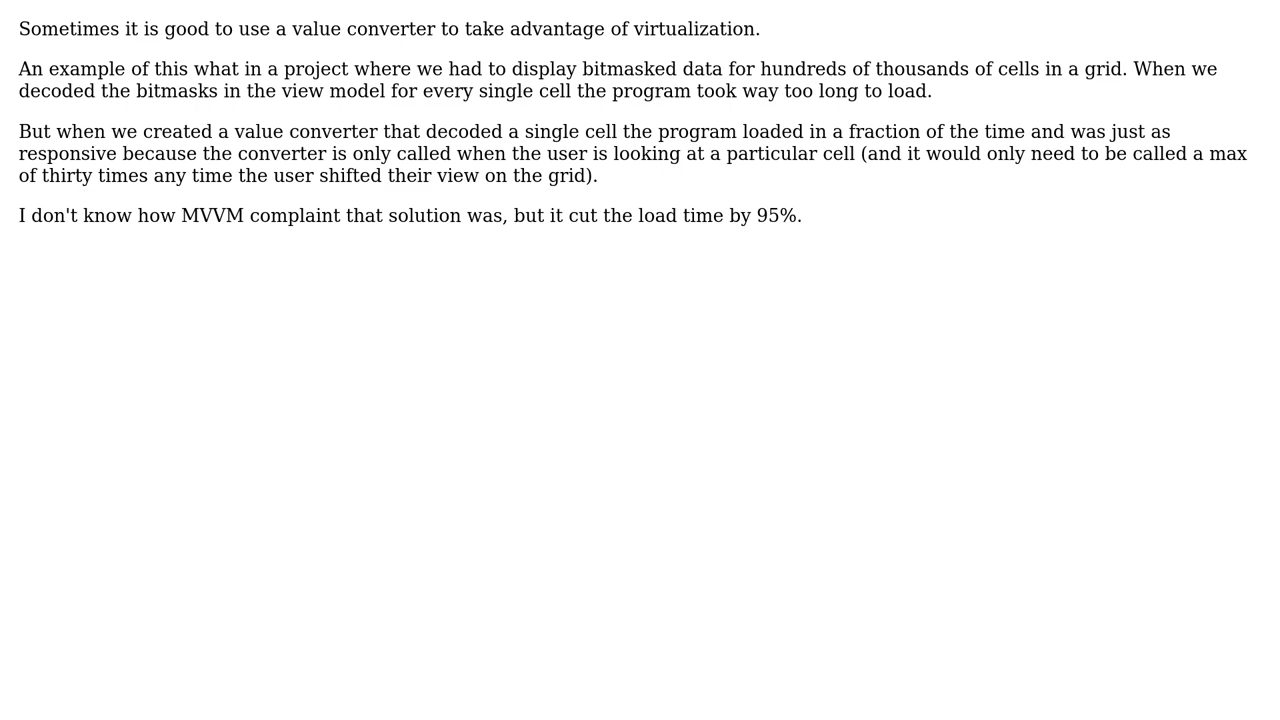 Sometimes it is good to use a value converter to take advantage of virtualization.
An example of this what in a project where we had to display bitmasked data for hundreds of thousands of cells in a grid. When we
decoded the bitmasks in the view model for every single cell the program took way too long to load.
But when we created a value converter that decoded a single cell the program loaded in a fraction of the time and was just as
responsive because the converter is only called when the user is looking at a particular cell (and it would only need to be called a max
of thirty times any time the user shifted their view on the grid).
I don't know how MVVM complaint that solution was, but it cut the load time by 95%.